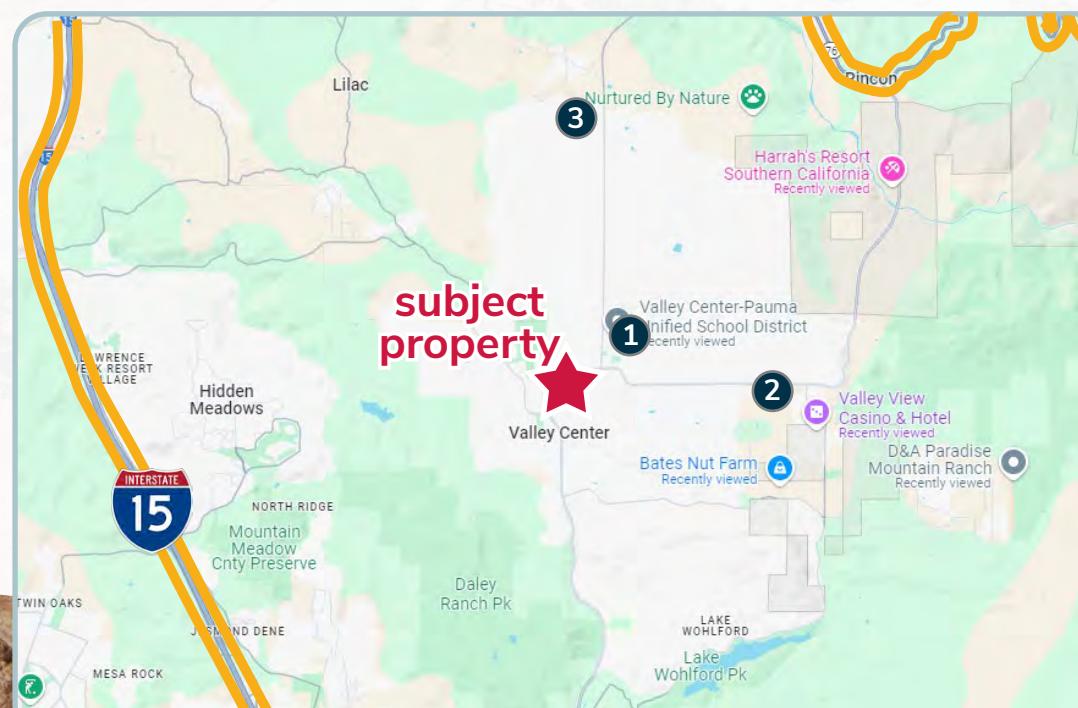 15
76
Rincon
Lilac
Nurtured By Nature
3
Harrah's Resort
Southern California
Recently viewed
15
subject
property
Valley Center-Pauma
Unified School District
Recently viewed
1
2
Hidden
Meadows
Valley Center
Valley View
Casino & Hotel
Recently viewed
D&A Paradise
Mountain Ranch
Recently viewed
Bates Nut Farm
Recently viewed
INTERSTATE
15
NORTH RIDGE
Mountain
Meadow
Cnty Preserve
Daley
Ranch Pk
TWIN OAKS
LAKE
WOHLFORD
Lake
Wohlford Pk
MESA ROCK